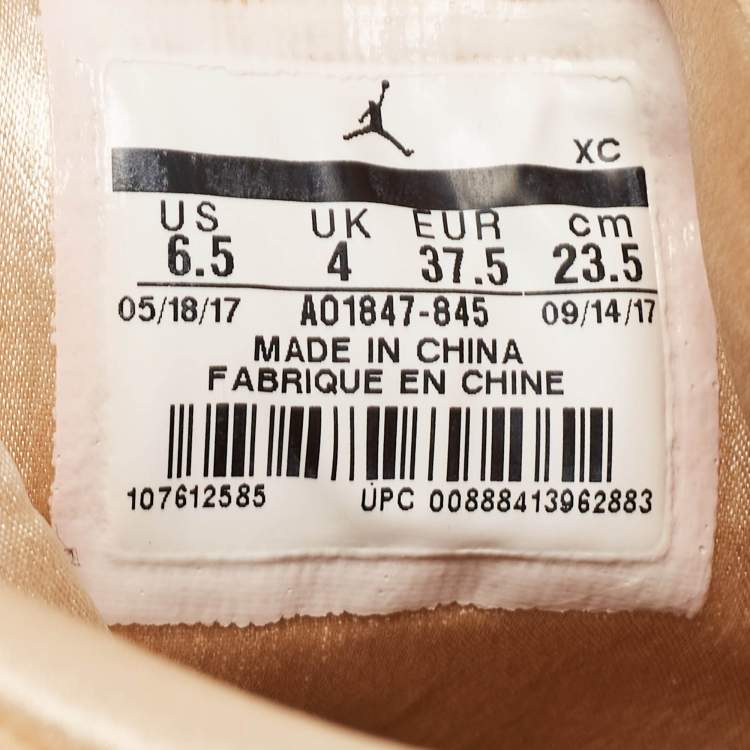 XC
US UK EUR cm
6.5 4 37.5 23.5
05/18/17 AO1847-845 09/14/17
MADE IN CHINA
FABRIQUE EN CHINE
107612585 UPC 00888413962883